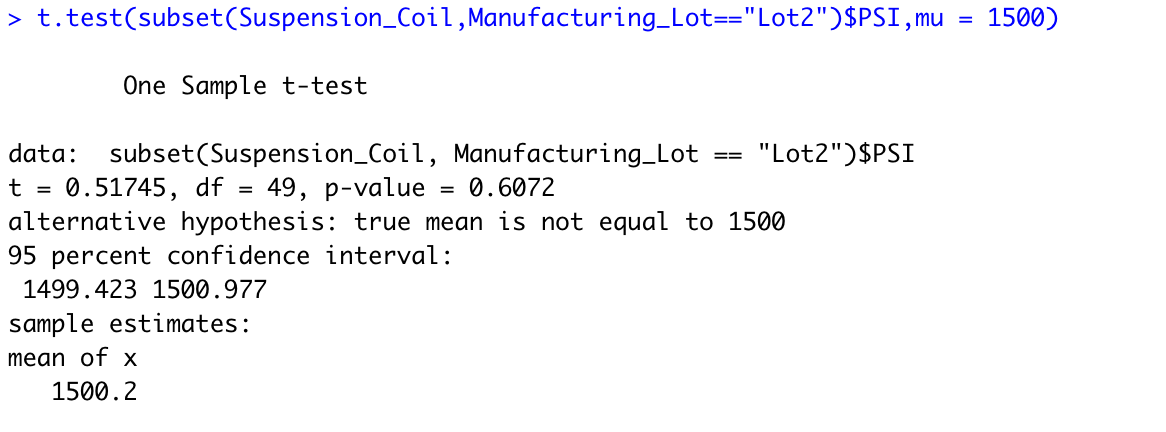 > t.test(subset(Suspension_Coil,Manufacturing_Lot=="Lot2")$PSI,mu = 1500)
One Sample t-test
data:  subset(Suspension_Coil, Manufacturing_Lot == "Lot2")$PSI
t = 0.51745, df = 49, p-value = 0.6072
alternative hypothesis: true mean is not equal to 1500
95 percent confidence interval:
1499.423 1500.977
sample estimates:
mean of x
1500.2